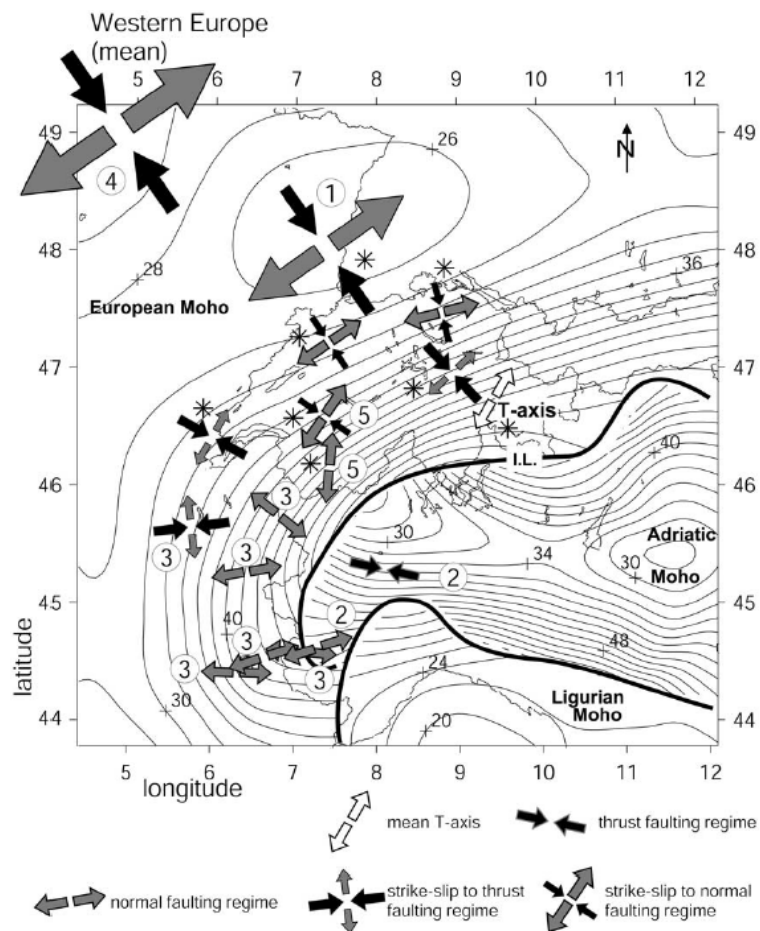 Western Europe
(mean)
5 6 7 8 9 10 11 12
49 49
26
N
4
1
48 48
28
36
European Moho
47 47
T-axis
5
I.L.
40
5
46 46
3
30
Adriatic
34
3
2
30
Moho
3
45 45
2
40
3
48
3
24
3
30
Ligurian
Moho
44 44
20
latitude
5 6 7 8 9 10 11 12
longitude
mean T-axis
thrust faulting regime
normal faulting regime
strike-slip to thrust
faulting regime
strike-slip to normal
faulting regime